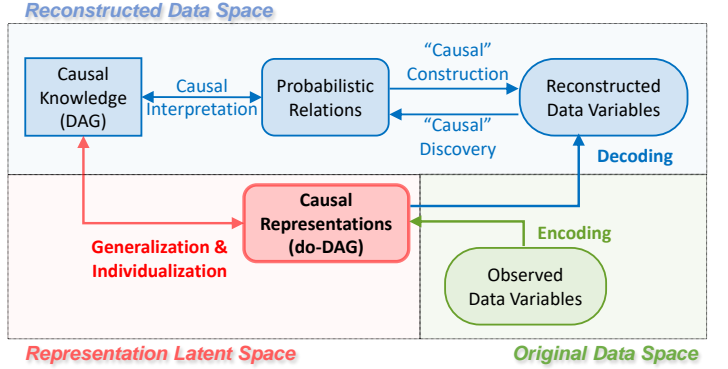 Reconstructed Data Space
Causal
Knowledge
(DAG)
Causal
Interpretation
Probabilistic
Relations
“Causal”
Construction
“Causal”
Discovery
Reconstructed
Data Variables
Decoding
Causal
Representations
(do-DAG)
Generalization &
Individualization
Encoding
Observed
Data Variables
Representation Latent Space
Original Data Space